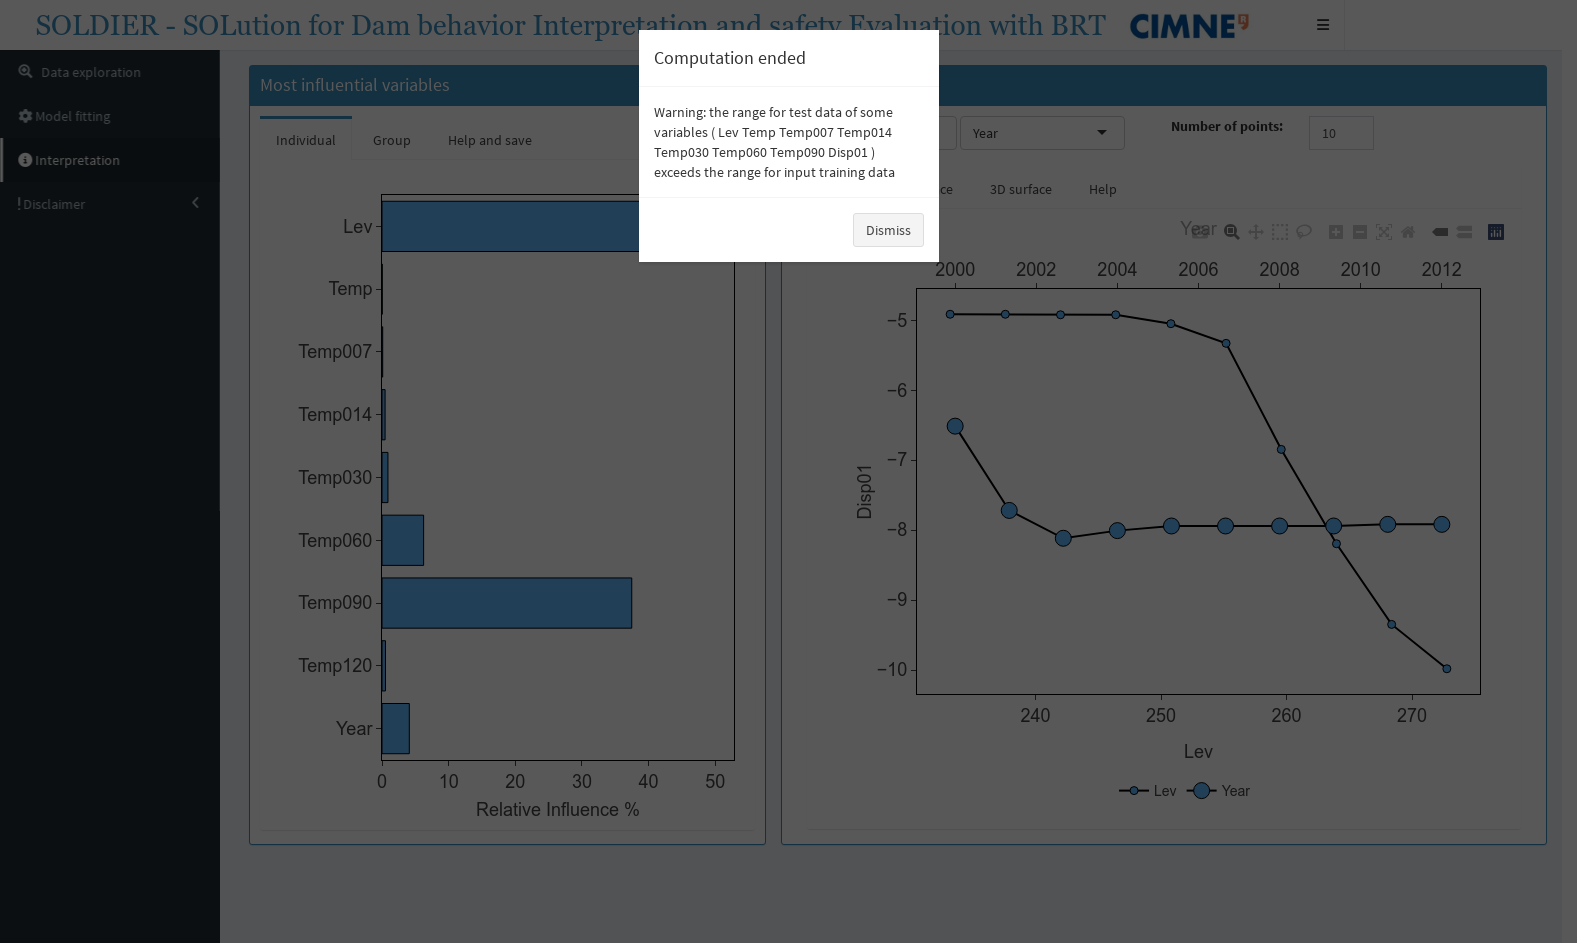 SOLDIER - SOLution for Dam behavior Interpretation and safety Evaluation with BRT
CIMNE
Data exploration
Model fitting
Interpretation
Disclaimer
Computation ended
Warning: the range for test data of some
variables ( Lev Temp Temp007 Temp014
Temp030 Temp060 Temp090 Disp01 )
exceeds the range for input training data
Dismiss
Most influential variables
Individual
Group
Help and save
Lev
Temp
Temp007
Temp014
Temp030
Temp060
Temp090
Temp120
Year
0 10 20 30 40 50
Relative Influence %
Year
Number of points:
10
3D surface
Help
Year
2000 2002 2004 2006 2008 2010 2012
−5
−6
−7
−8
−9
−10
Disp01
240 250 260 270
Lev
Lev
Year